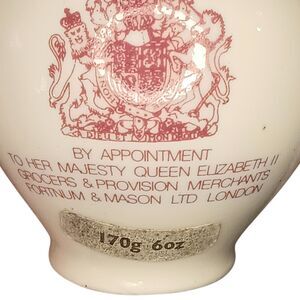 BY APPOINTMENT
TO HER MAJESTY QUEEN ELIZABETH II
GROCERS & PROVISION MERCHANTS
FORTNUM & MASON LTD LONDON
170g 6oz